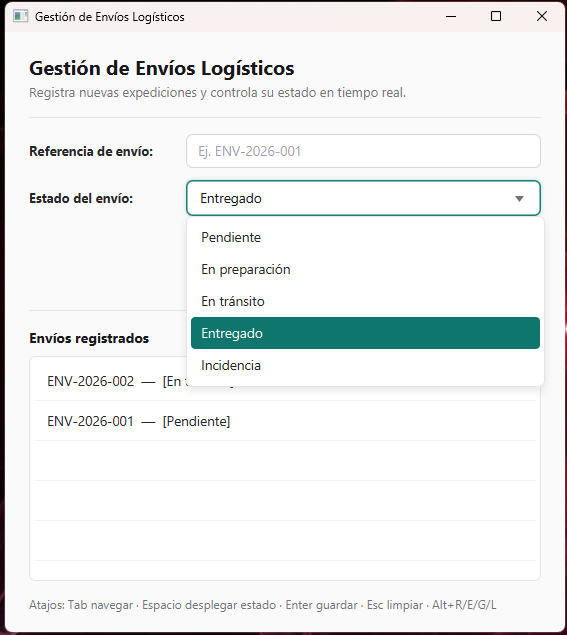 Gestión de Envíos Logísticos
Gestión de Envíos Logísticos
Registra nuevas expediciones y controla su estado en tiempo real.
Referencia de envío: Ej. ENV-2026-001
Estado del envío: Entregado
Pendiente
En preparación
En tránsito
Entregado
Incidencia
Envíos registrados
ENV-2026-002 — [En
ENV-2026-001 — [Pendiente]
Atajos: Tab navegar · Espacio desplegar estado · Enter guardar · Esc limpiar · Alt+R/E/G/L